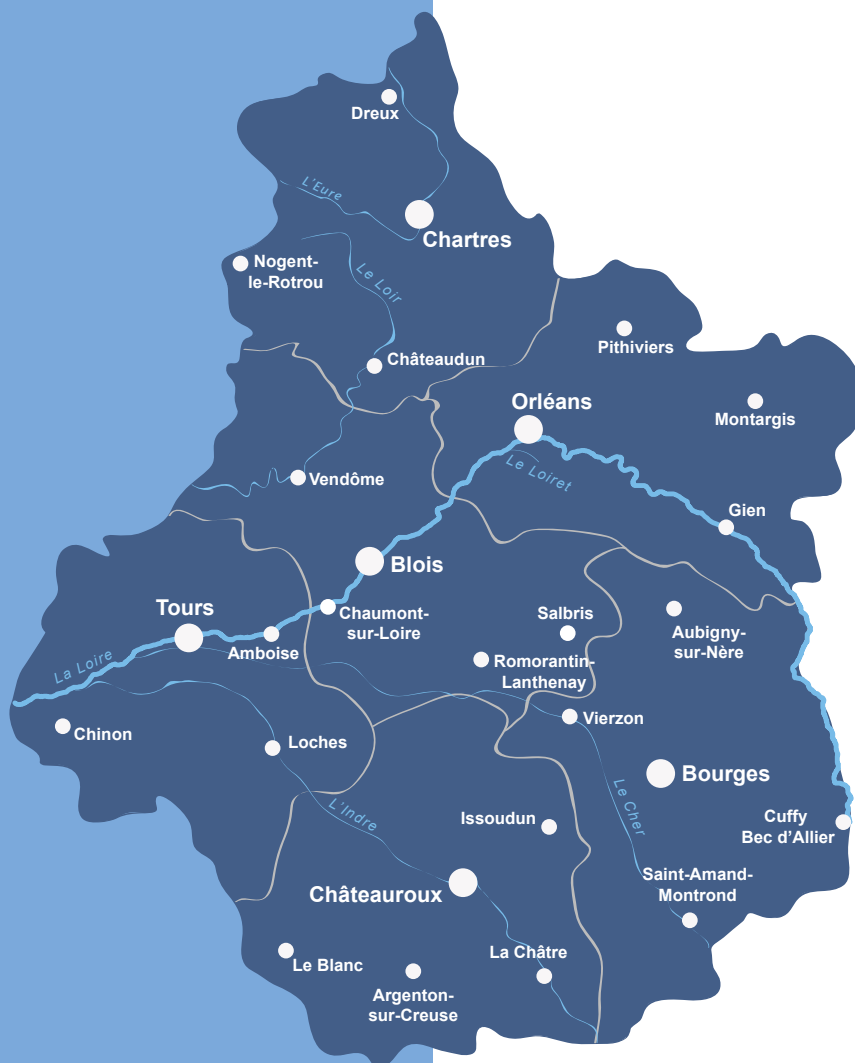 Dreux
L'Eure
Chartres
Nogent-
le-Rotrou
Le Loir
Pithiviers
Châteaudun
Orléans
Montargis
Le Loiret
Vendôme
Gien
Blois
Tours
Chaumont-
sur-Loire
Salbris
Aubigny-
sur-Nère
Amboise
La Loire
Romorantin-
Lanthenay
Chinon
Vierzon
Loches
Bourges
Le Cher
L'Indre
Issoudun
Cuffy
Bec d'Allier
Saint-Amand-
Montrond
Châteauroux
La Châtre
Le Blanc
Argenton-
sur-Creuse